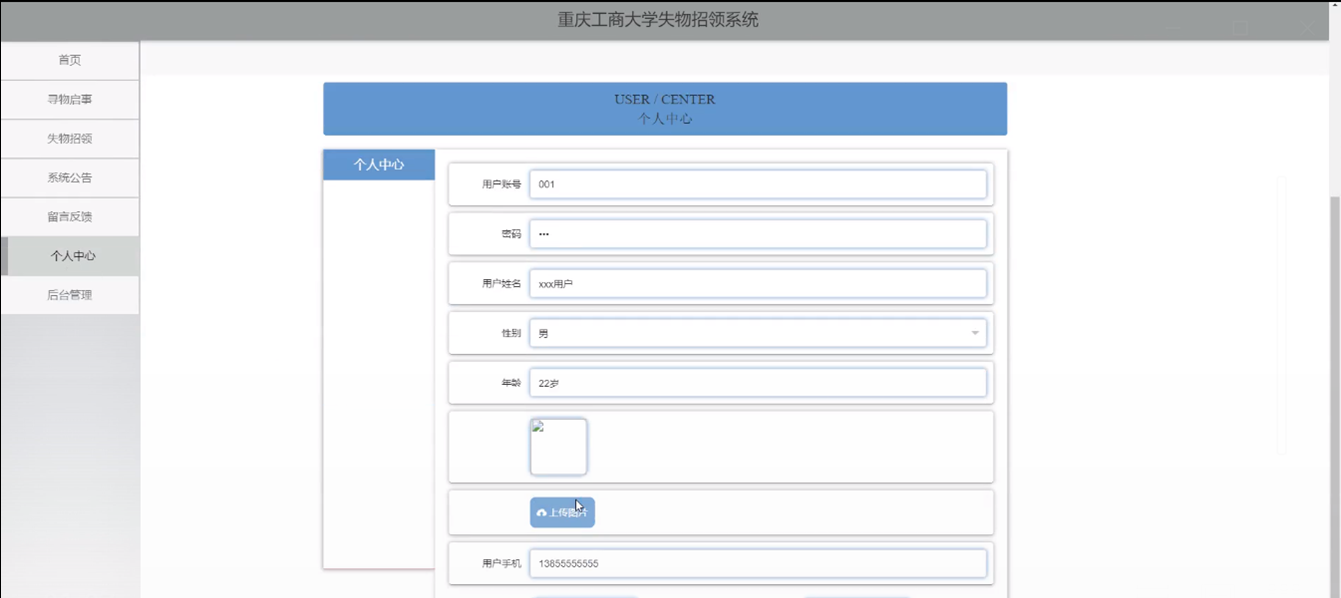 重庆工商大学失物招领系统
首页
寻物启事
失物招领
系统公告
留言反馈
个人中心
后台管理
USER / CENTER
个人中心
个人中心
用户账号 001
密码 •••
用户姓名 xxx用户
性别 男
年龄 22岁
上传图片
用户手机 13855555555